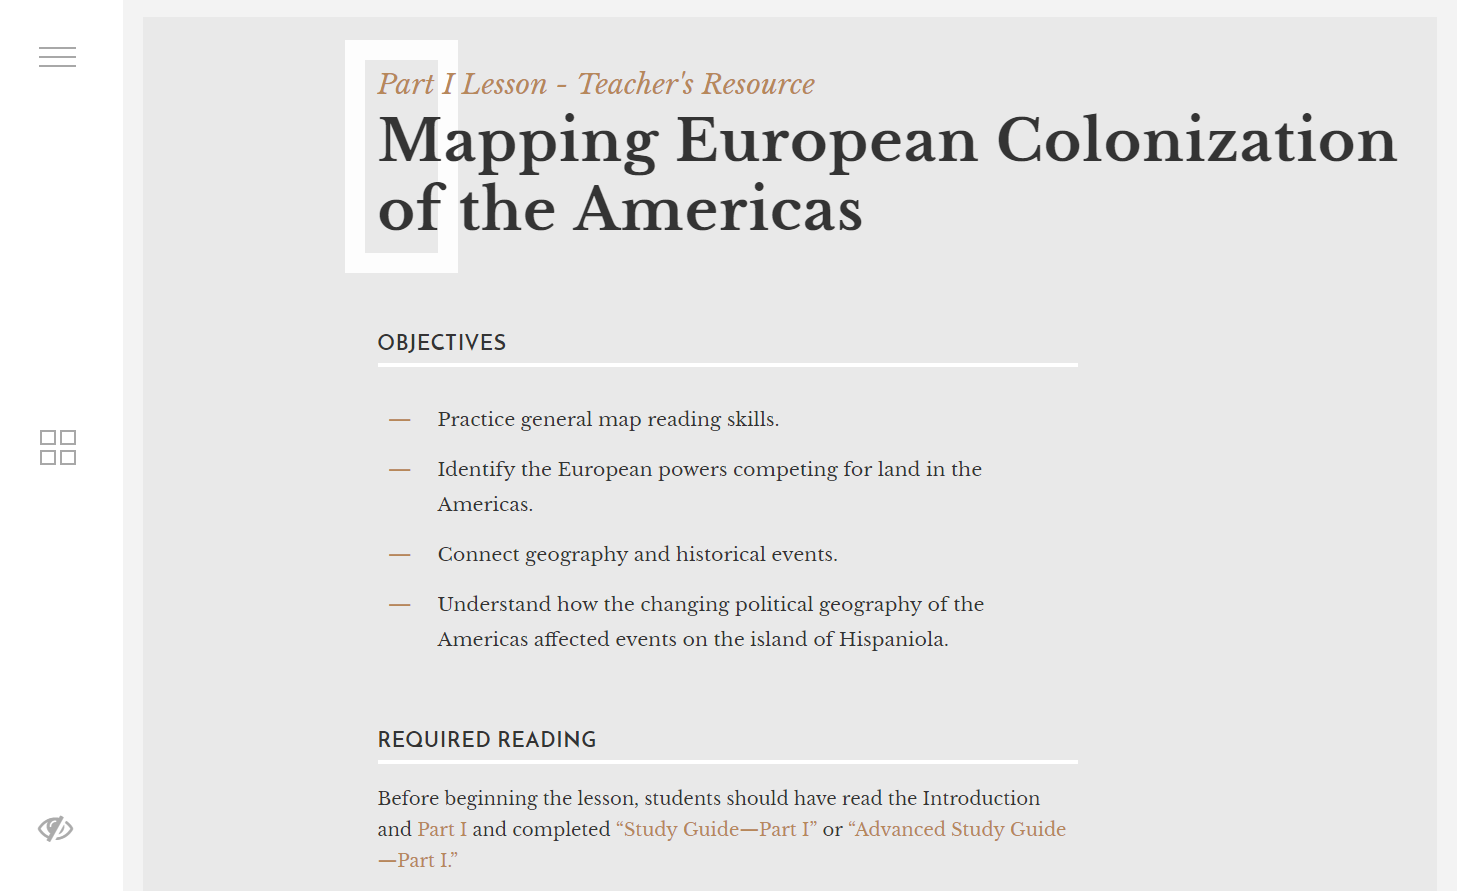 Part I Lesson - Teacher's Resource
Mapping European Colonization
of the Americas
OBJECTIVES
— Practice general map reading skills.
— Identify the European powers competing for land in the
Americas.
— Connect geography and historical events.
— Understand how the changing political geography of the
Americas affected events on the island of Hispaniola.
REQUIRED READING
Before beginning the lesson, students should have read the Introduction
and Part I and completed “Study Guide—Part I” or “Advanced Study Guide
—Part I.”